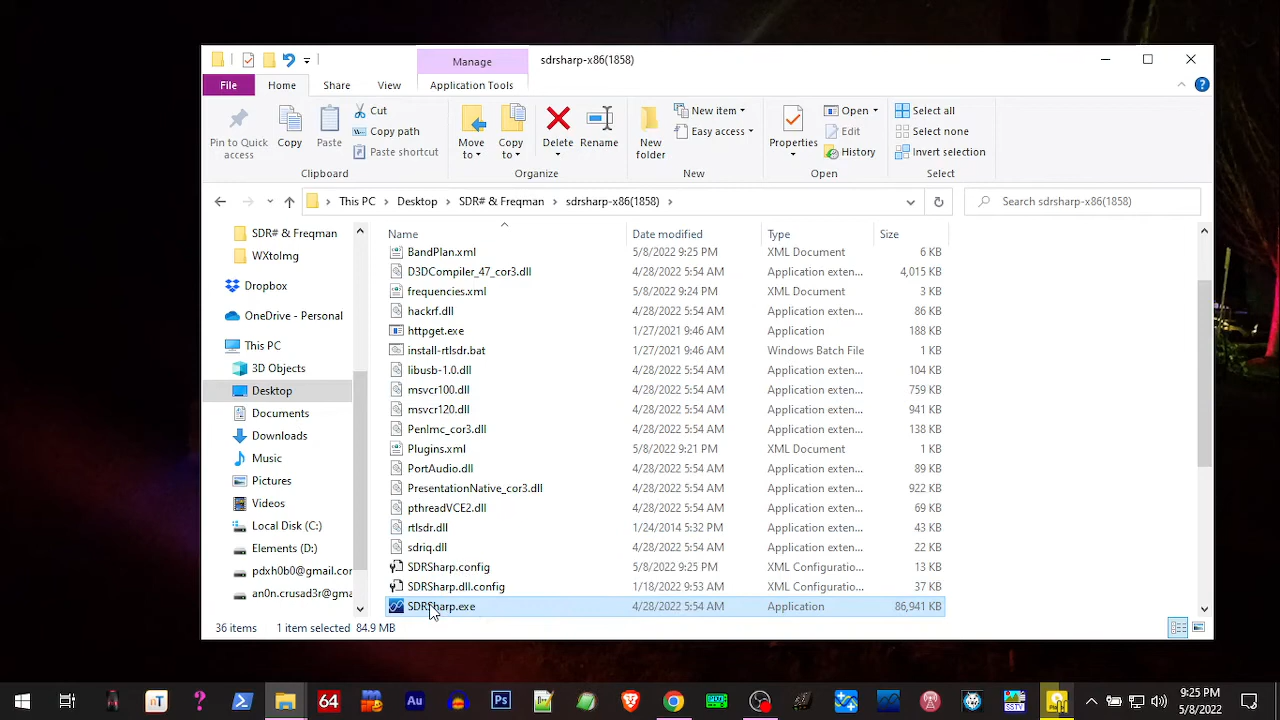 Manage
sdrsharp-x86(1858)
File
Home
Share
View
Application Tools
Pin to Quick access
Copy
Paste
Cut
Copy path
Paste shortcut
Clipboard
Move to
Copy to
Delete
Rename
Organize
New folder
New item
Easy access
New
Properties
Open
Edit
History
Open
Select all
Select none
Invert selection
Select
This PC > Desktop > SDR# & Freqman > sdrsharp-x86(1858) >
Search sdrsharp-x86(1858)
SDR# & Freqman
WXtoImg
Dropbox
OneDrive - Personal
This PC
3D Objects
Desktop
Documents
Downloads
Music
Pictures
Videos
Local Disk (C:)
Elements (D:)
pdxh0b0@gmail.co
an0n.crusad3r@gma
Name Date modified Type Size
BandPlan.xml 5/8/2022 9:25 PM XML Document 6 KB
D3DCompiler_47_cor3.dll 4/28/2022 5:54 AM Application exten... 4,015 KB
frequencies.xml 5/8/2022 9:24 PM XML Document 3 KB
hackrf.dll 4/28/2022 5:54 AM Application exten... 86 KB
httpget.exe 1/27/2021 9:46 AM Application 188 KB
install-rtlsdr.bat 1/27/2021 9:46 AM Windows Batch File 1 KB
libusb-1.0.dll 4/28/2022 5:54 AM Application exten... 104 KB
msvcr100.dll 4/28/2022 5:54 AM Application exten... 759 KB
msvcr120.dll 4/28/2022 5:54 AM Application exten... 941 KB
PenImc_cor3.dll 4/28/2022 5:54 AM Application exten... 138 KB
Plugins.xml 5/8/2022 9:21 PM XML Document 1 KB
PortAudio.dll 4/28/2022 5:54 AM Application exten... 89 KB
PresentationNative_cor3.dll 4/28/2022 5:54 AM Application exten... 922 KB
pthreadVCE2.dll 4/28/2022 5:54 AM Application exten... 69 KB
rtlsdr.dll 1/24/2014 5:32 PM Application exten... 43 KB
sdriq.dll 4/28/2022 5:54 AM Application exten... 22 KB
SDRSharp.config 5/8/2022 9:25 PM XML Configuratio... 13 KB
SDRSharp.dll.config 1/18/2022 9:53 AM XML Configuratio... 37 KB
SDRSharp.exe 4/28/2022 5:54 AM Application 86,941 KB
36 items 1 item selected 84.9 MB
nT
64
Au
Ps
SSTV
9:25 PM
5/8/2022